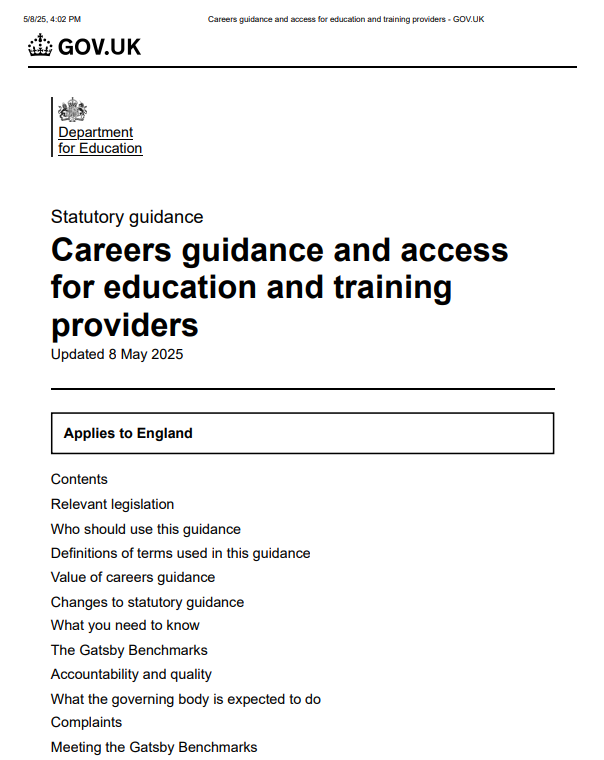 5/8/25, 4:02 PM Careers guidance and access for education and training providers - GOV.UK
GOV.UK
Department
for Education
Statutory guidance
Careers guidance and access
for education and training
providers
Updated 8 May 2025
Applies to England
Contents
Relevant legislation
Who should use this guidance
Definitions of terms used in this guidance
Value of careers guidance
Changes to statutory guidance
What you need to know
The Gatsby Benchmarks
Accountability and quality
What the governing body is expected to do
Complaints
Meeting the Gatsby Benchmarks